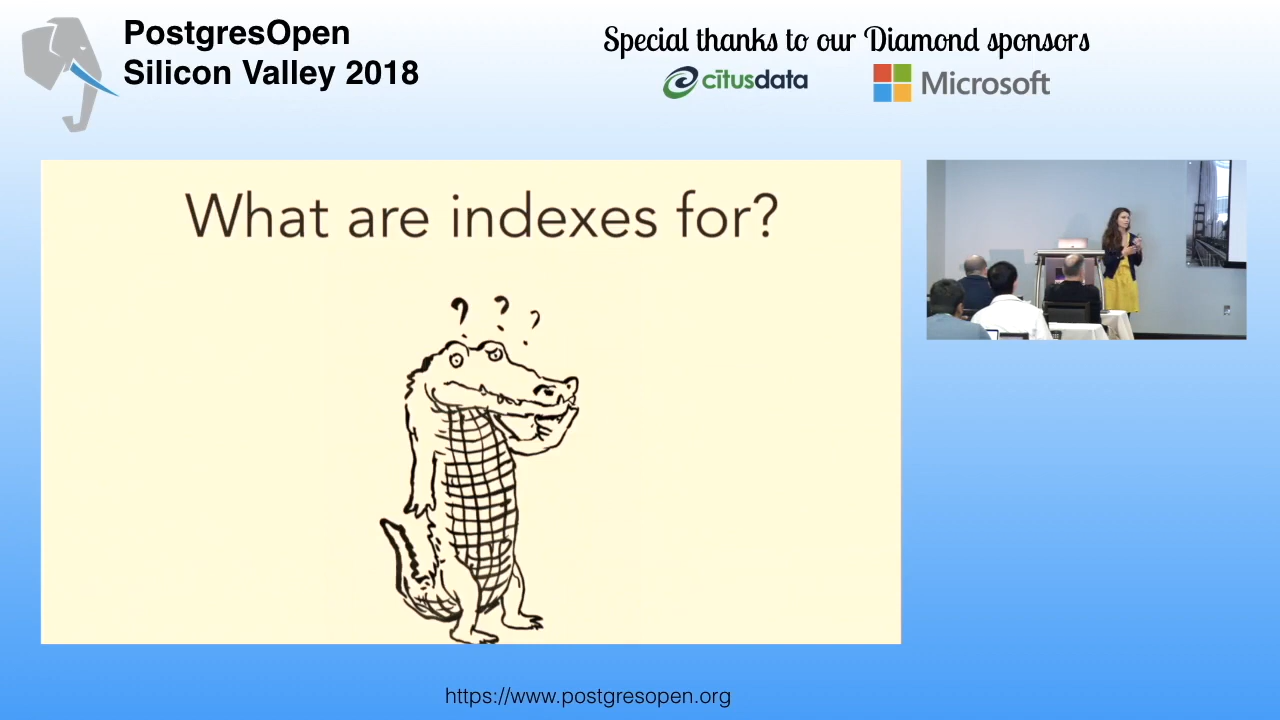 PostgresOpen
Silicon Valley 2018
Special thanks to our Diamond sponsors
citusdata
Microsoft
What are indexes for?
? ? ?
https://www.postgresopen.org